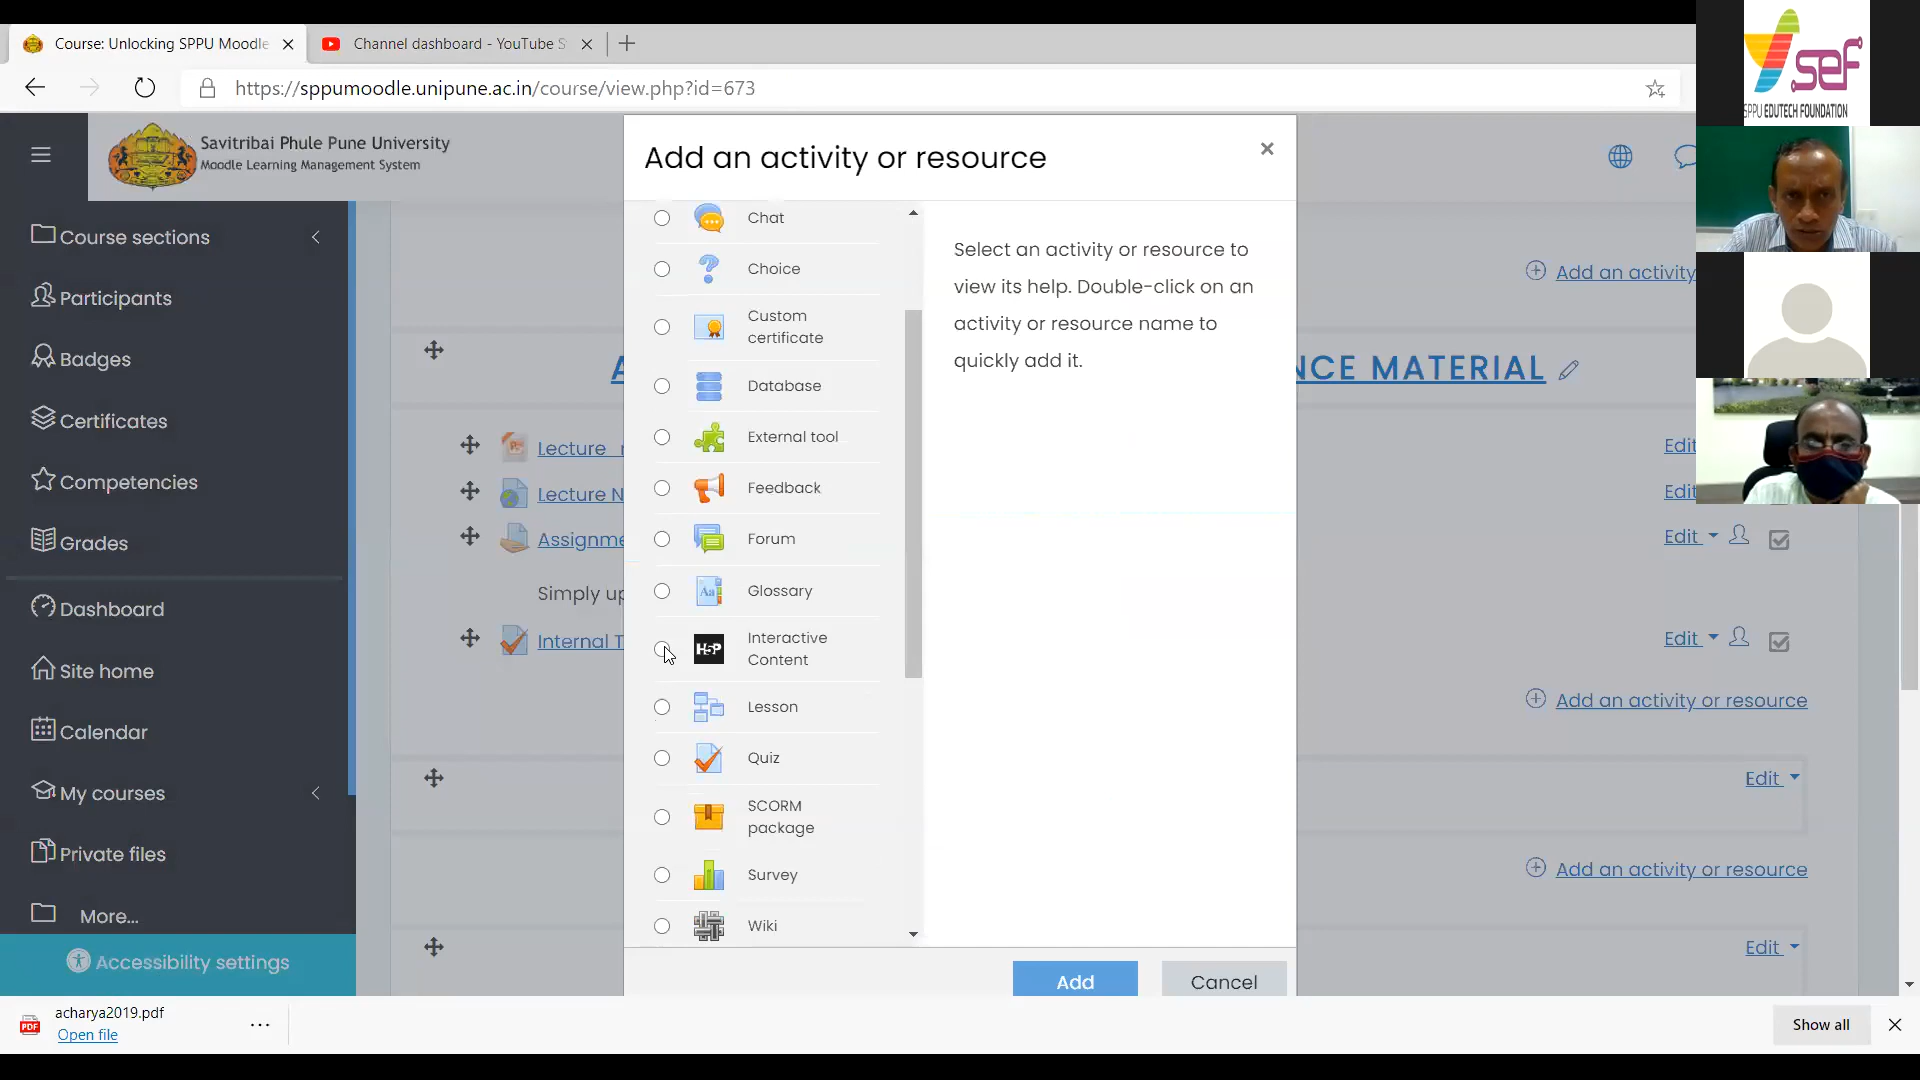 Course: Unlocking SPPU Moodle
Channel dashboard - YouTube S
https://sppumoodle.unipune.ac.in/course/view.php?id=673
Savitribai Phule Pune University
Moodle Learning Management System
Course sections
Participants
Badges
Certificates
Competencies
Grades
Dashboard
Site home
Calendar
My courses
Private files
More...
Accessibility settings
Add an activity
A
NCE MATERIAL
Lecture
Edit
Lecture N
Edit
Assignme
Edit
Simply up
Internal T
Edit
Add an activity or resource
Edit
Add an activity or resource
Edit
Add an activity or resource
Chat
Choice
Custom
certificate
Database
External tool
Feedback
Forum
Glossary
H5P
Interactive
Content
Lesson
Quiz
SCORM
package
Survey
Wiki
Select an activity or resource to
view its help. Double-click on an
activity or resource name to
quickly add it.
Add
Cancel
sef
SPPU EDUTECH FOUNDATION
PDF
acharya2019.pdf
Open file
Show all